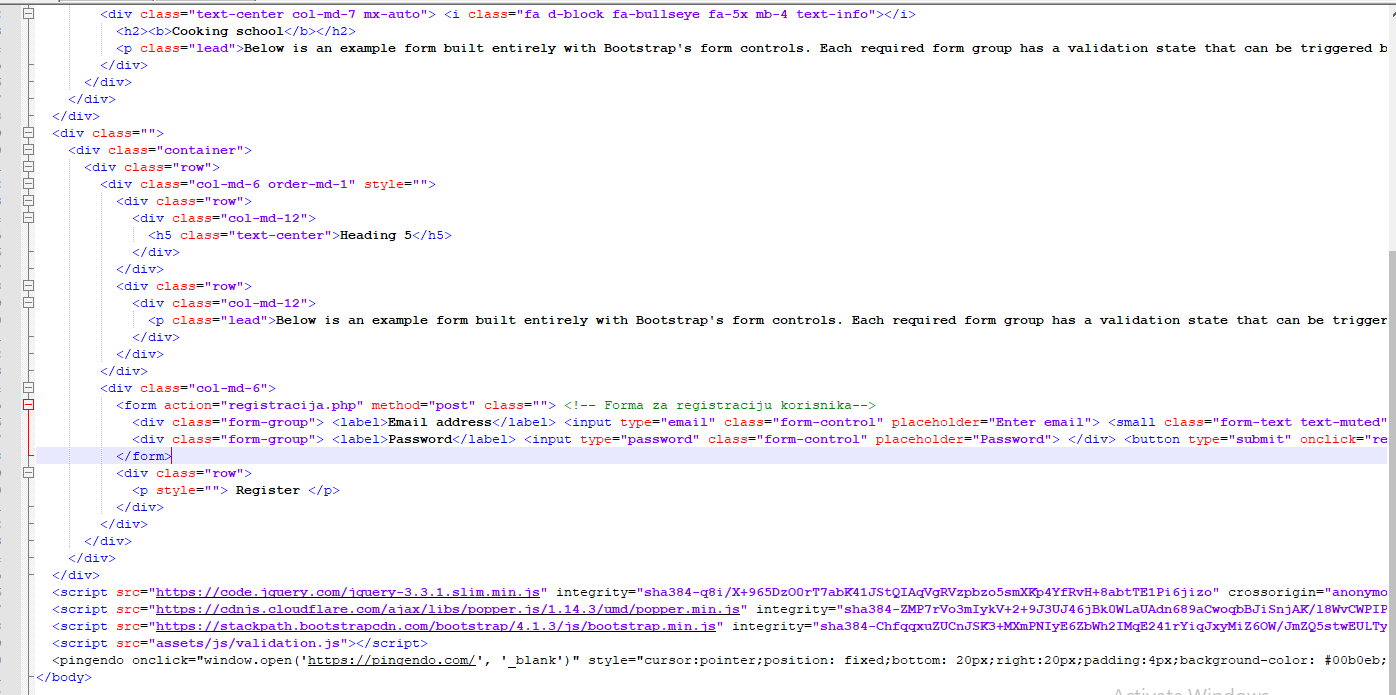 <div class="text-center col-md-7 mx-auto"> <i class="fa d-block fa-bullseye fa-5x mb-4 text-info"></i>
<h2><b>Cooking school</b></h2>
<p class="lead">Below is an example form built entirely with Bootstrap's form controls. Each required form group has a validation state that can be triggered b
</div>
</div>
</div>
</div>
<div class="">
<div class="container">
<div class="row">
<div class="col-md-6 order-md-1" style="">
<div class="row">
<div class="col-md-12">
<h5 class="text-center">Heading 5</h5>
</div>
</div>
<div class="row">
<div class="col-md-12">
<p class="lead">Below is an example form built entirely with Bootstrap's form controls. Each required form group has a validation state that can be trigger
</div>
</div>
</div>
<div class="col-md-6">
<form action="registracija.php" method="post" class=""> <!-- Forma za registraciju korisnika-->
<div class="form-group"> <label>Email address</label> <input type="email" class="form-control" placeholder="Enter email"> <small class="form-text text-muted"
<div class="form-group"> <label>Password</label> <input type="password" class="form-control" placeholder="Password"> </div> <button type="submit" onclick="re
</form>
<div class="row">
<p style=""> Register </p>
</div>
</div>
</div>
</div>
</div>
<script src="https://code.jquery.com/jquery-3.3.1.slim.min.js" integrity="sha384-q8i/X+965DzO0rT7abK41JStQIAqVgRVzpbzo5smXKp4YfRvH+8abtTE1Pi6jizo" crossorigin="anonymo
<script src="https://cdnjs.cloudflare.com/ajax/libs/popper.js/1.14.3/umd/popper.min.js" integrity="sha384-ZMP7rVo3mIykV+2+9J3UJ46jBk0WLaUAdn689aCwoqbBJiSnjAK/l8WvCWPIP
<script src="https://stackpath.bootstrapcdn.com/bootstrap/4.1.3/js/bootstrap.min.js" integrity="sha384-ChfqqxuZUCnJSK3+MXmPNIyE6ZbWh2IMqE241rYiqJxyMiZ6OW/JmZQ5stwEULTy
<script src="assets/js/validation.js"></script>
<pingendo onclick="window.open('https://pingendo.com/', '_blank')" style="cursor:pointer;position: fixed;bottom: 20px;right:20px;padding:4px;background-color: #00b0eb;
</body>
Activate Windows